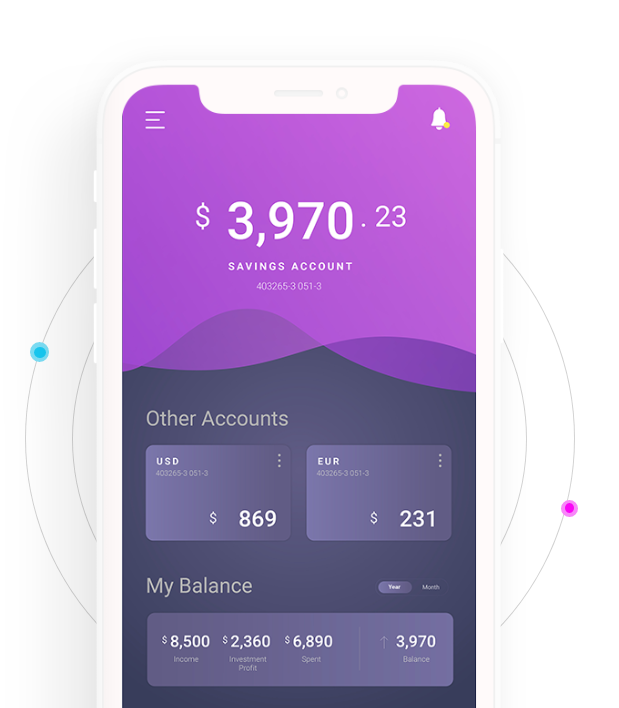 $ 3,970 . 23
SAVINGS ACCOUNT
403265-3 051-3
Other Accounts
USD
403265-3 051-3
$ 869
EUR
403265-3 051-3
$ 231
My Balance
Year Month
$ 8,500 $ 2,360 $ 6,890 ↑ 3,970
Income Investment Spent Balance
Profit